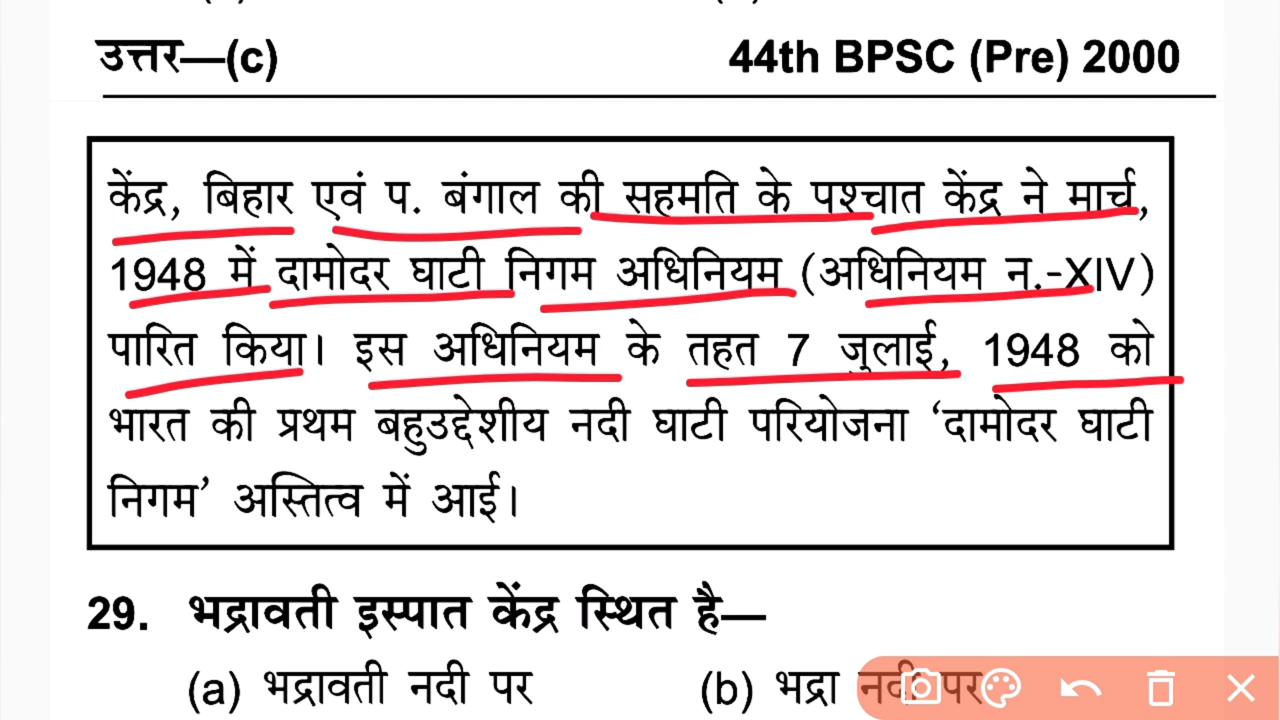 उत्तर—(c) 44th BPSC (Pre) 2000
केंद्र, बिहार एवं प. बंगाल की सहमति के पश्चात केंद्र ने मार्च,
1948 में दामोदर घाटी निगम अधिनियम (अधिनियम न.-XIV)
पारित किया। इस अधिनियम के तहत 7 जुलाई, 1948 को
भारत की प्रथम बहुउद्देशीय नदी घाटी परियोजना ‘दामोदर घाटी
निगम’ अस्तित्व में आई।
29. भद्रावती इस्पात केंद्र स्थित है—
(a) भद्रावती नदी पर (b) भद्रा नदी पर